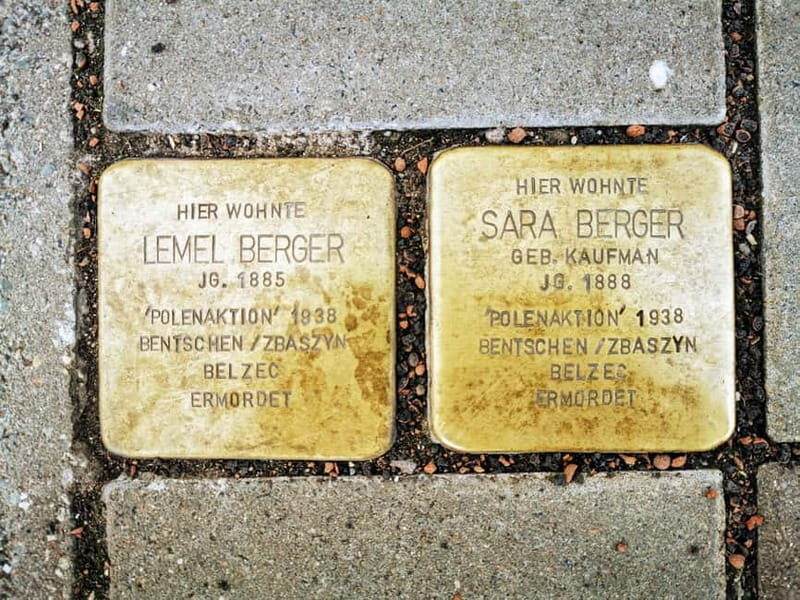 HIER WOHNTE
LEMEL BERGER
JG. 1885
'POLENAKTION' 1938
BENTSCHEN / ZBASZYN
BELZEC
ERMORDET
HIER WOHNTE
SARA BERGER
GEB. KAUFMAN
JG. 1888
'POLENAKTION' 1938
BENTSCHEN / ZBASZYN
BELZEC
ERMORDET